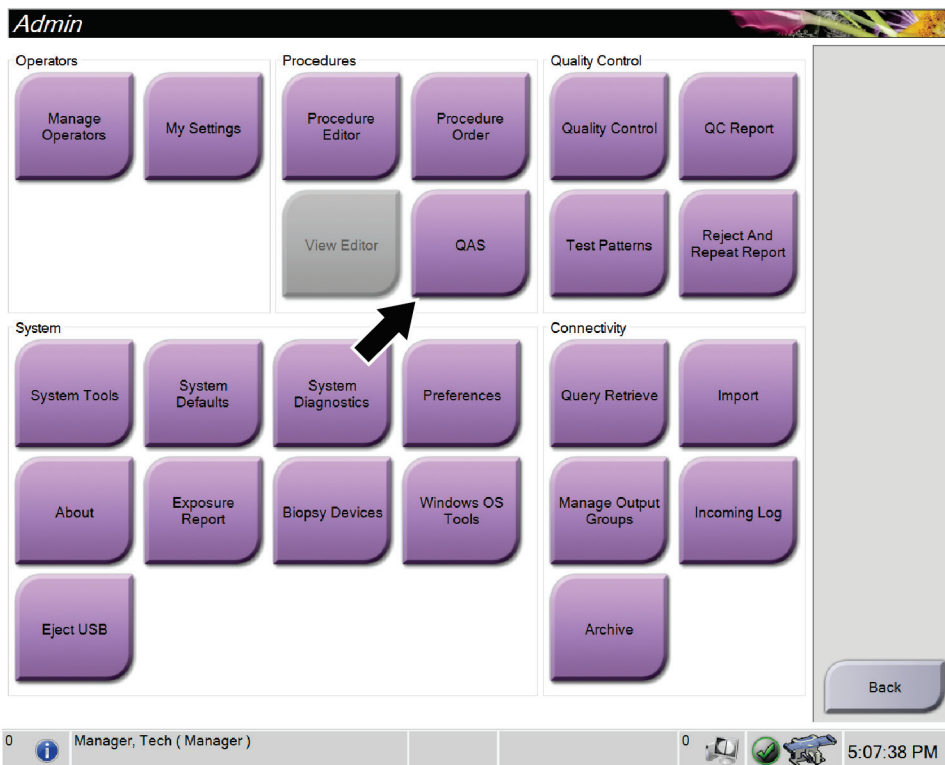 Admin
Operators
Manage
Operators
My Settings
Procedures
Procedure
Editor
Procedure
Order
View Editor
QAS
Quality Control
Quality Control
QC Report
Test Patterns
Reject And
Repeat Report
System
System Tools
System
Defaults
System
Diagnostics
Preferences
About
Exposure
Report
Biopsy Devices
Windows OS
Tools
Eject USB
Connectivity
Query Retrieve
Import
Manage Output
Groups
Incoming Log
Archive
Back
0
Manager, Tech ( Manager )
0
5:07:38 PM